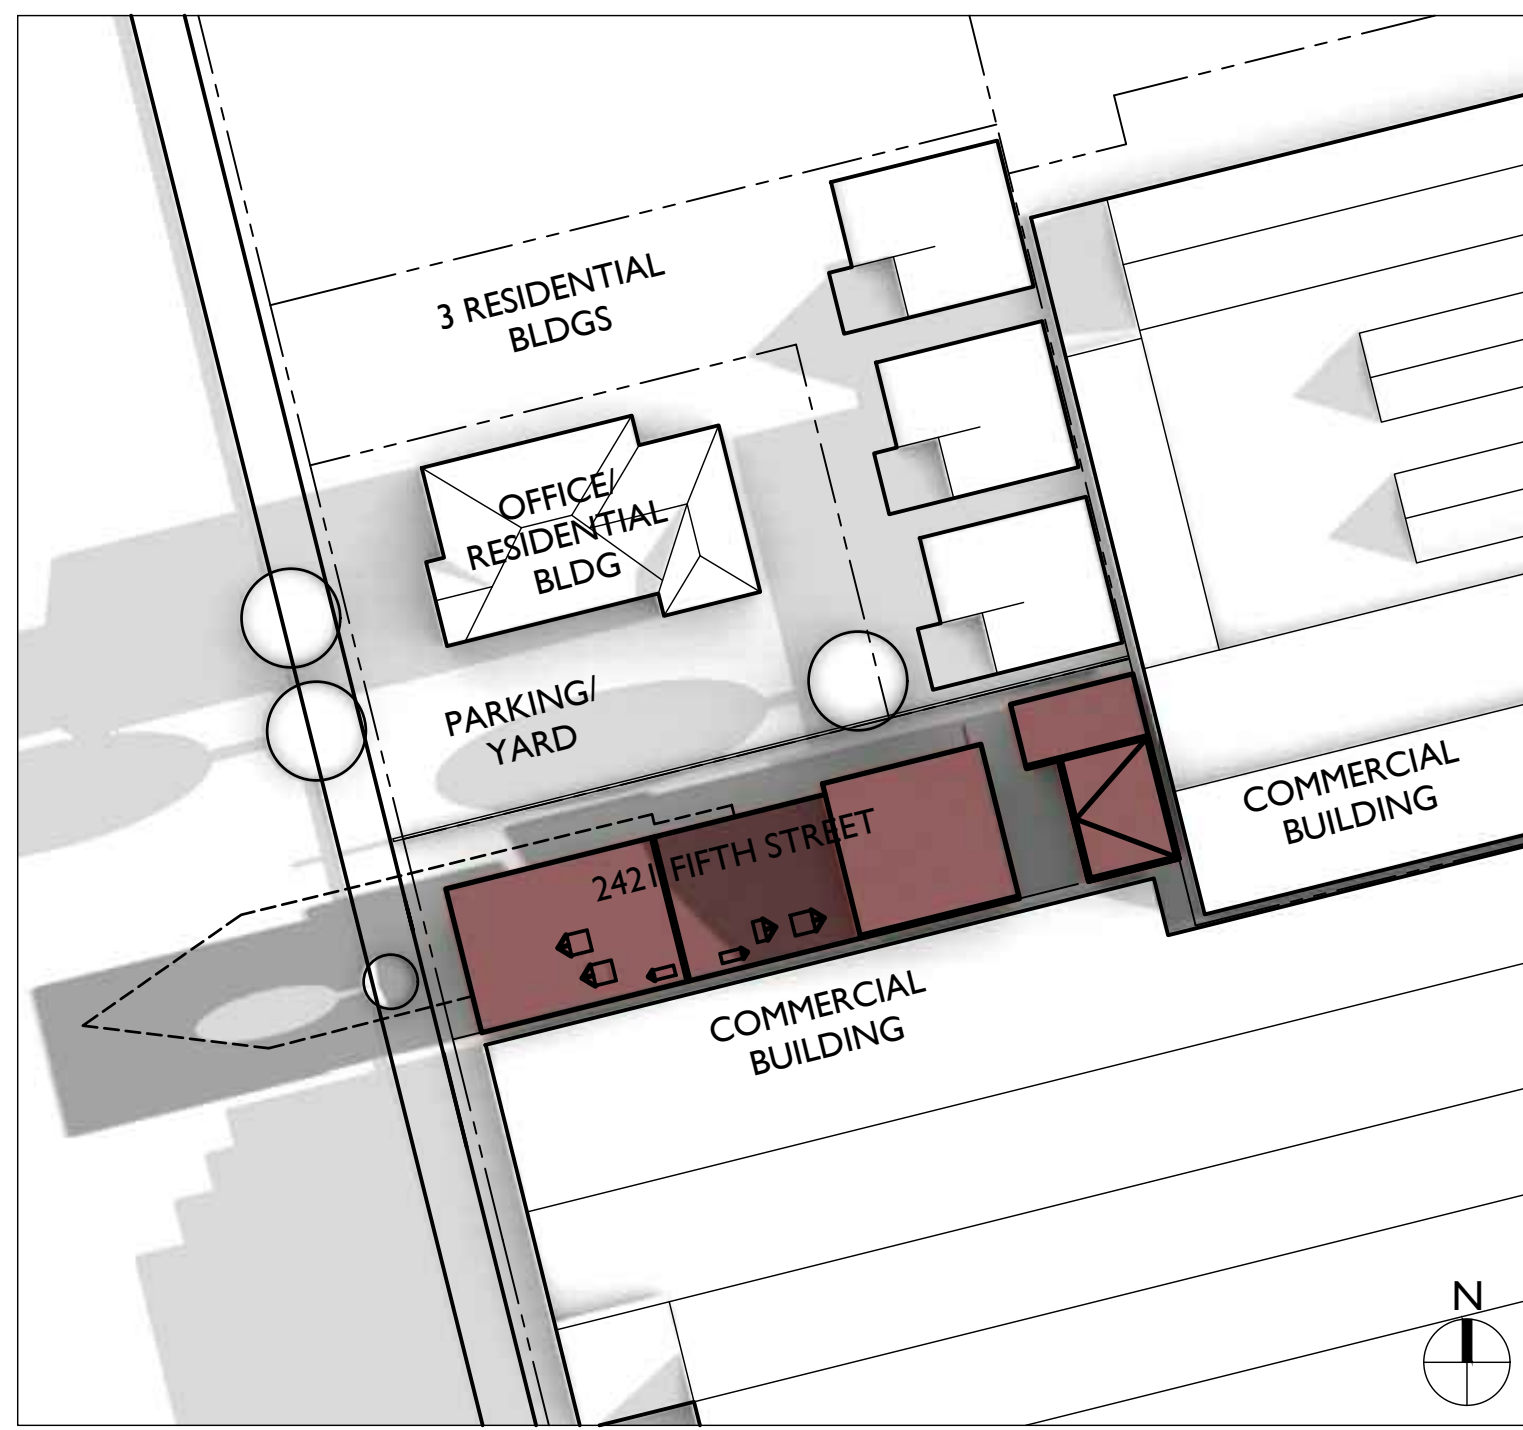 3 RESIDENTIAL
BLDGS
OFFICE/
RESIDENTIAL
BLDG
PARKING/
YARD
COMMERCIAL
BUILDING
2421 FIFTH STREET
COMMERCIAL
BUILDING
N